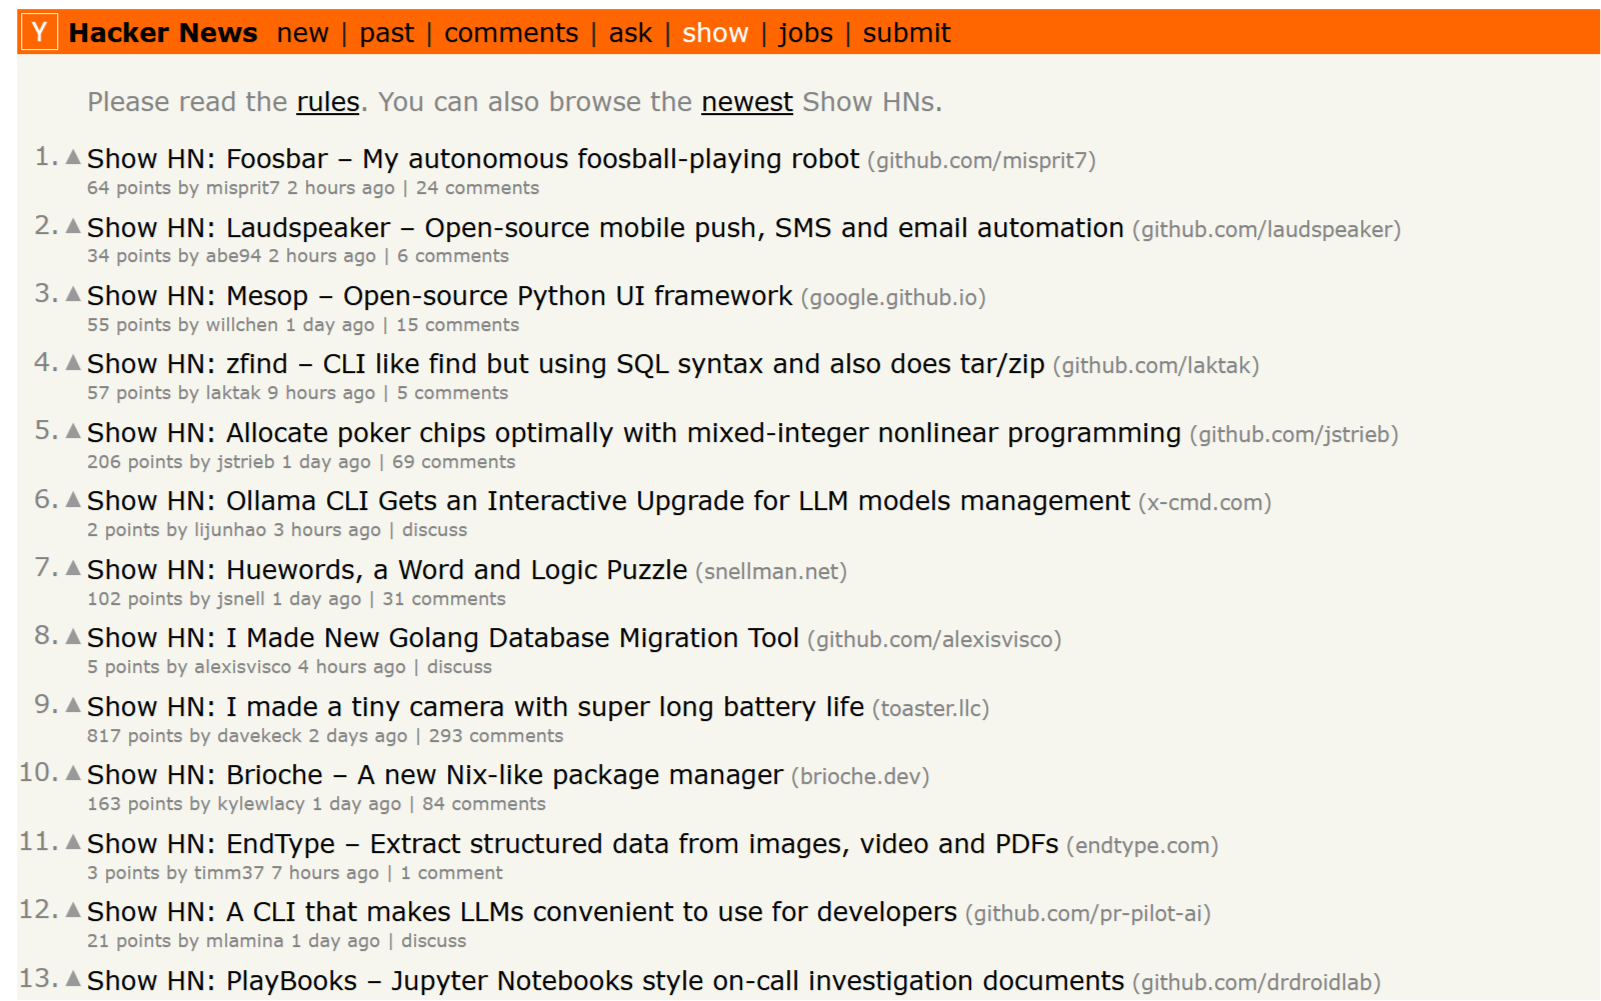 Y Hacker News new | past | comments | ask | show | jobs | submit
Please read the rules. You can also browse the newest Show HNs.
1. ▲ Show HN: Foosbar – My autonomous foosball-playing robot (github.com/misprit7)
64 points by misprit7 2 hours ago | 24 comments
2. ▲ Show HN: Laudspeaker – Open-source mobile push, SMS and email automation (github.com/laudspeaker)
34 points by abe94 2 hours ago | 6 comments
3. ▲ Show HN: Mesop – Open-source Python UI framework (google.github.io)
55 points by willchen 1 day ago | 15 comments
4. ▲ Show HN: zfind – CLI like find but using SQL syntax and also does tar/zip (github.com/laktak)
57 points by laktak 9 hours ago | 5 comments
5. ▲ Show HN: Allocate poker chips optimally with mixed-integer nonlinear programming (github.com/jstrieb)
206 points by jstrieb 1 day ago | 69 comments
6. ▲ Show HN: Ollama CLI Gets an Interactive Upgrade for LLM models management (x-cmd.com)
2 points by lijunhao 3 hours ago | discuss
7. ▲ Show HN: Huewords, a Word and Logic Puzzle (snellman.net)
102 points by jsnell 1 day ago | 31 comments
8. ▲ Show HN: I Made New Golang Database Migration Tool (github.com/alexisvisco)
5 points by alexisvisco 4 hours ago | discuss
9. ▲ Show HN: I made a tiny camera with super long battery life (toaster.llc)
817 points by davekeck 2 days ago | 293 comments
10. ▲ Show HN: Brioche – A new Nix-like package manager (brioche.dev)
163 points by kylewlacy 1 day ago | 84 comments
11. ▲ Show HN: EndType – Extract structured data from images, video and PDFs (endtype.com)
3 points by timm37 7 hours ago | 1 comment
12. ▲ Show HN: A CLI that makes LLMs convenient to use for developers (github.com/pr-pilot-ai)
21 points by mlamina 1 day ago | discuss
13. ▲ Show HN: PlayBooks – Jupyter Notebooks style on-call investigation documents (github.com/drdroidlab)